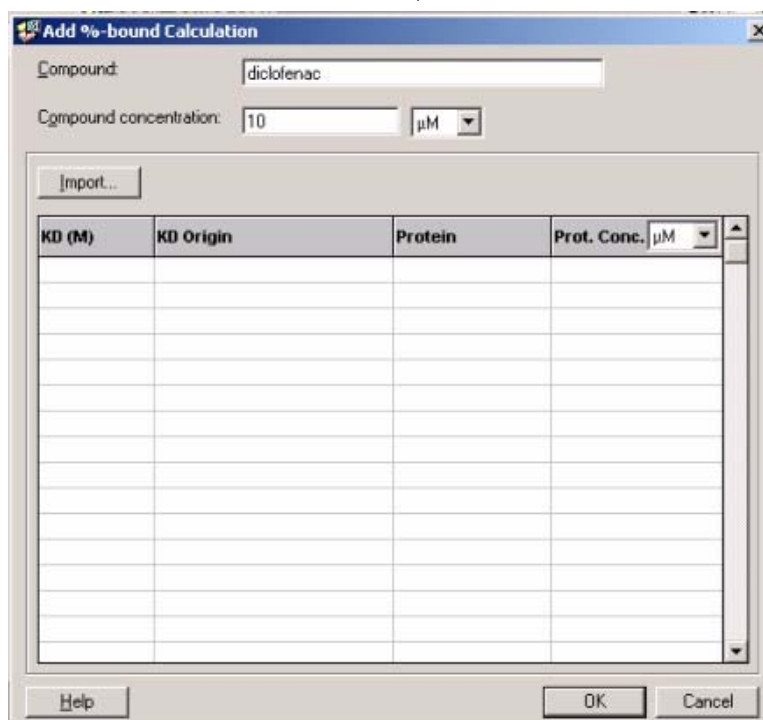 Add %-bound Calculation
Compound: diclofenac
Compound concentration: 10 µM
Import...
KD (M) KD Origin Protein Prot. Conc. µM
Help OK Cancel